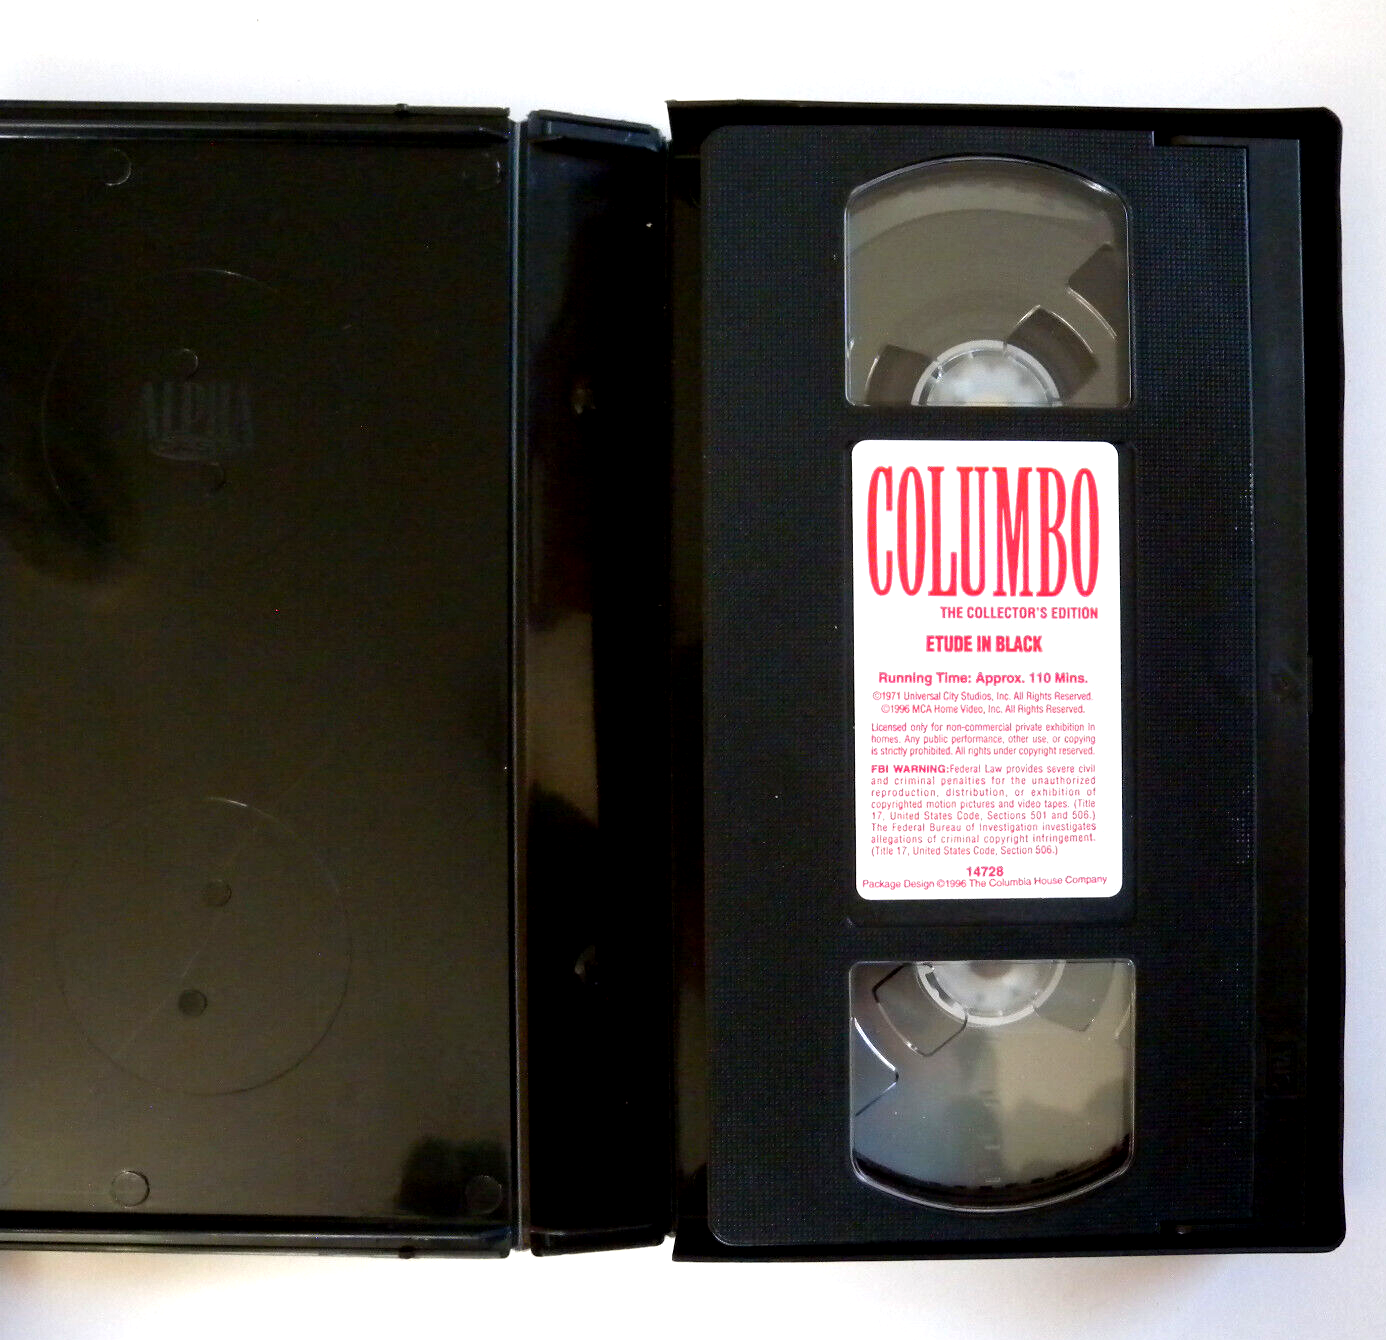 ALPHA
COLUMBO
THE COLLECTOR'S EDITION
ETUDE IN BLACK
Running Time: Approx. 110 Mins.
©1971 Universal City Studios, Inc. All Rights Reserved.
©1996 MCA Home Video, Inc. All Rights Reserved.
Licensed only for non-commercial private exhibition in
homes. Any public performance, other use, or copying
is strictly prohibited. All rights under copyright reserved.
FBI WARNING:Federal Law provides severe civil
and criminal penalties for the unauthorized
reproduction, distribution, or exhibition of
copyrighted motion pictures and video tapes. (Title
17, United States Code, Sections 501 and 506.)
The Federal Bureau of Investigation investigates
allegations of criminal copyright infringement.
(Title 17, United States Code, Section 506.)
14728
Package Design ©1996 The Columbia House Company